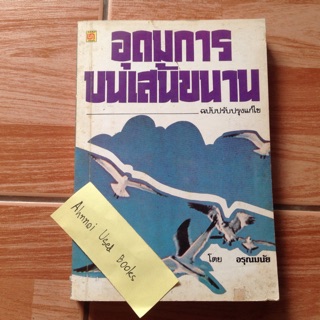 อุดมการ
บนเส้นขนาน
ฉบับปรับปรุงแก้ไข
Ahnnoi Used Books
โดย อรุณมนัย